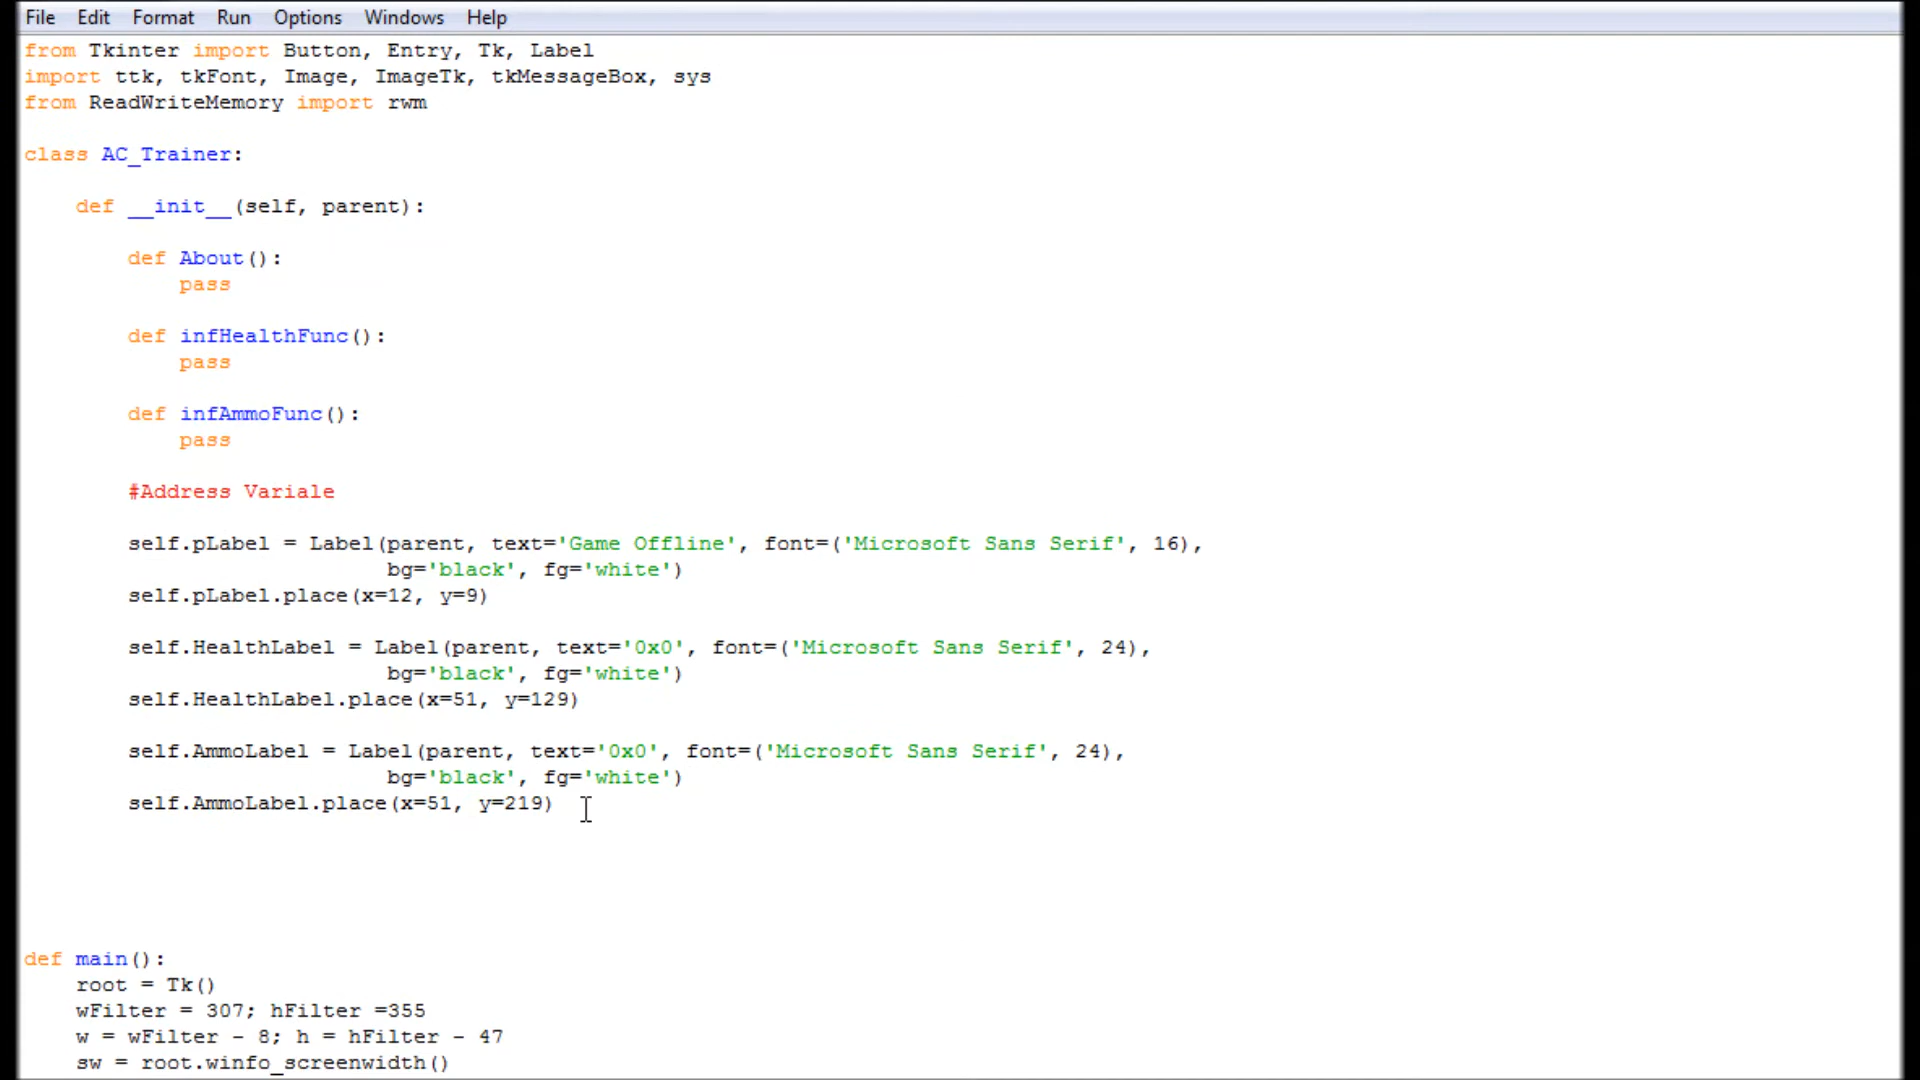 File Edit Format Run Options Windows Help
from Tkinter import Button, Entry, Tk, Label
import ttk, tkFont, Image, ImageTk, tkMessageBox, sys
from ReadWriteMemory import rwm
class AC_Trainer:
def __init__(self, parent):
def About():
pass
def infHealthFunc():
pass
def infAmmoFunc():
pass
#Address Variale
self.pLabel = Label(parent, text='Game Offline', font=('Microsoft Sans Serif', 16),
bg='black', fg='white')
self.pLabel.place(x=12, y=9)
self.HealthLabel = Label(parent, text='0x0', font=('Microsoft Sans Serif', 24),
bg='black', fg='white')
self.HealthLabel.place(x=51, y=129)
self.AmmoLabel = Label(parent, text='0x0', font=('Microsoft Sans Serif', 24),
bg='black', fg='white')
self.AmmoLabel.place(x=51, y=219)
def main():
root = Tk()
wFilter = 307; hFilter =355
w = wFilter - 8; h = hFilter - 47
sw = root.winfo_screenwidth()